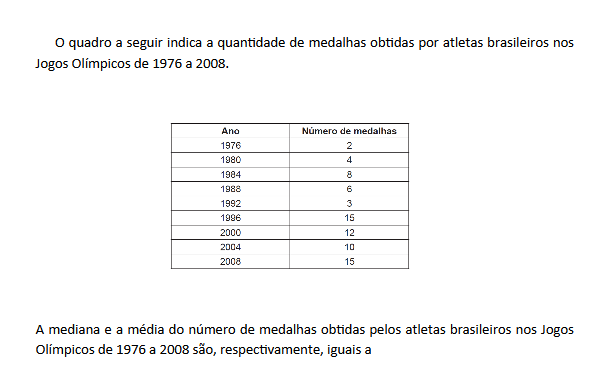 O quadro a seguir indica a quantidade de medalhas obtidas por atletas brasileiros nos
Jogos Olímpicos de 1976 a 2008.
Ano Número de medalhas
1976 2
1980 4
1984 8
1988 6
1992 3
1996 15
2000 12
2004 10
2008 15
A mediana e a média do número de medalhas obtidas pelos atletas brasileiros nos Jogos
Olímpicos de 1976 a 2008 são, respectivamente, iguais a